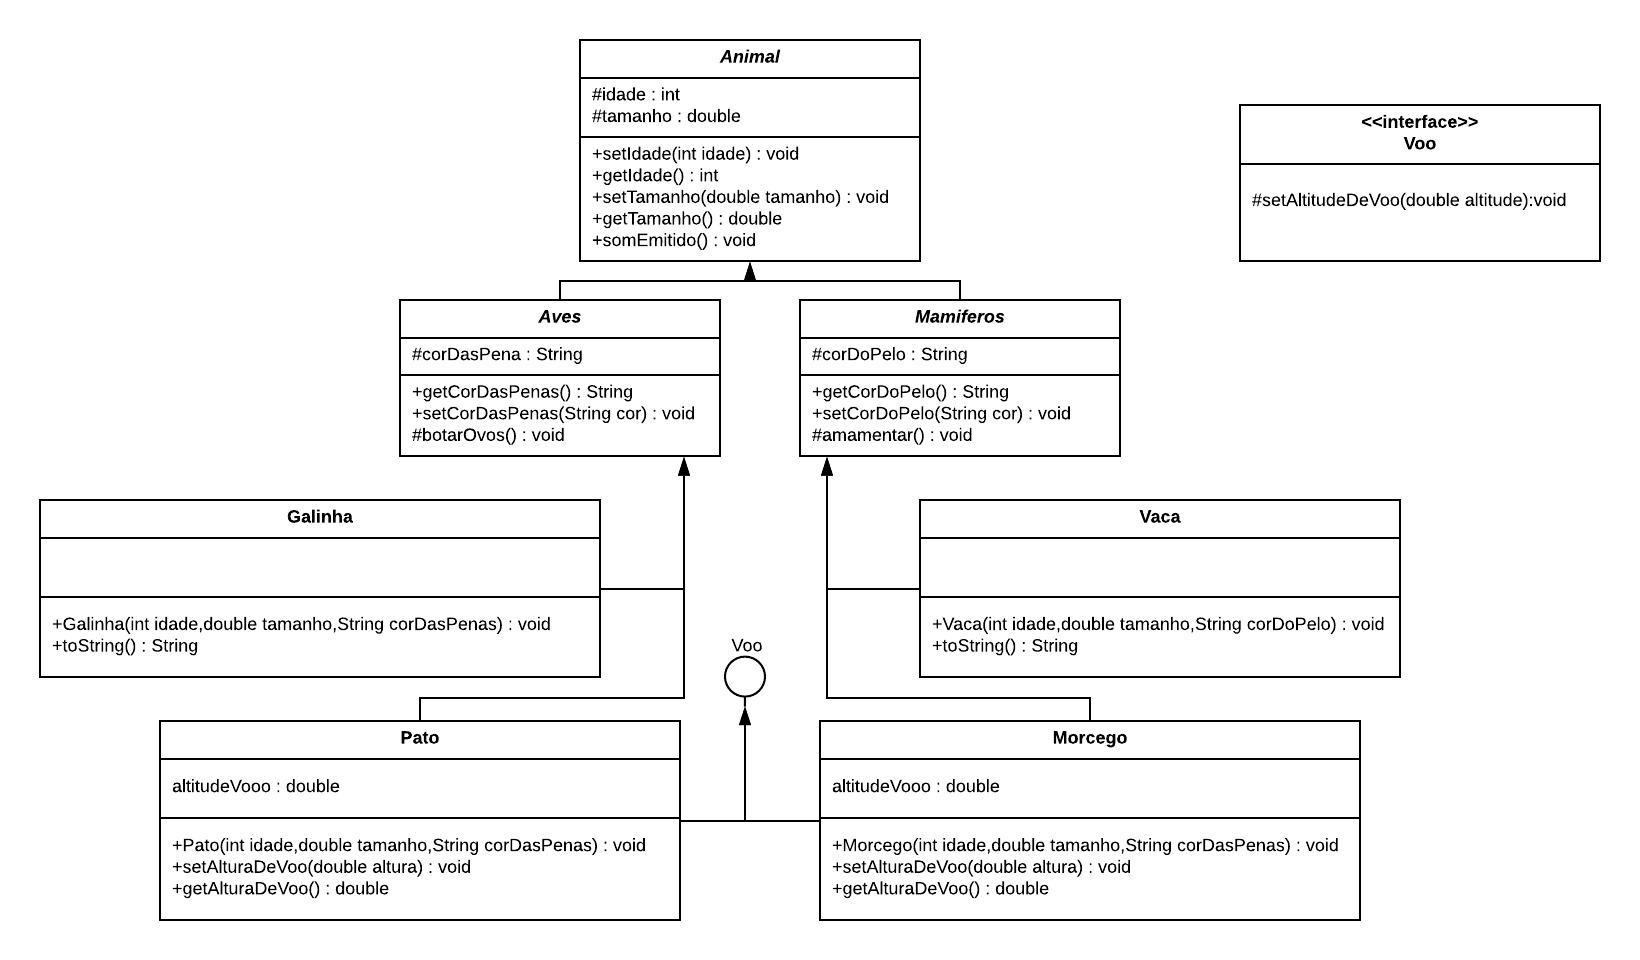 Animal
#idade : int
#tamanho : double
+setIdade(int idade) : void
+getIdade() : int
+setTamanho(double tamanho) : void
+getTamanho() : double
+somEmitido() : void
<<interface>>
Voo
#setAltitudeDeVoo(double altitude):void
Aves
#corDasPena : String
+getCorDasPenas() : String
+setCorDasPenas(String cor) : void
#botarOvos() : void
Mamiferos
#corDoPelo : String
+getCorDoPelo() : String
+setCorDoPelo(String cor) : void
#amamentar() : void
Galinha
+Galinha(int idade,double tamanho,String corDasPenas) : void
+toString() : String
Vaca
+Vaca(int idade,double tamanho,String corDoPelo) : void
+toString() : String
Voo
Pato
altitudeVooo : double
+Pato(int idade,double tamanho,String corDasPenas) : void
+setAlturaDeVoo(double altura) : void
+getAlturaDeVoo() : double
Morcego
altitudeVooo : double
+Morcego(int idade,double tamanho,String corDasPenas) : void
+setAlturaDeVoo(double altura) : void
+getAlturaDeVoo() : double